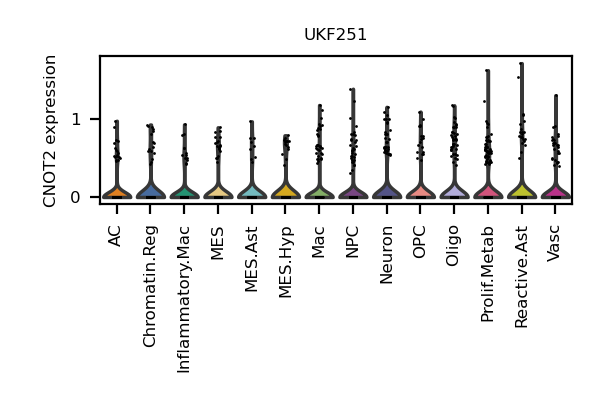 UKF251
CNOT2 expression
1
0
AC
Chromatin.Reg
Inflammatory.Mac
MES
MES.Ast
MES.Hyp
Mac
NPC
Neuron
OPC
Oligo
Prolif.Metab
Reactive.Ast
Vasc